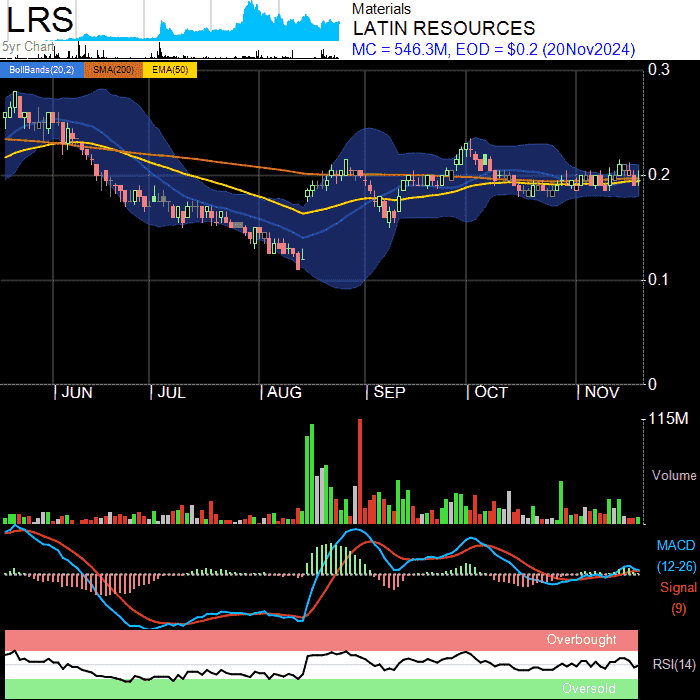 LRS
Materials
LATIN RESOURCES
MC = 546.3M, EOD = $0.2 (20Nov2024)
5yr Chart
BollBands(20,2) SMA(200) EMA(50)
0.3
0.2
0.1
0
JUN JUL AUG SEP OCT NOV
115M
Volume
MACD
(12-26)
Signal
(9)
Overbought
RSI(14)
Oversold